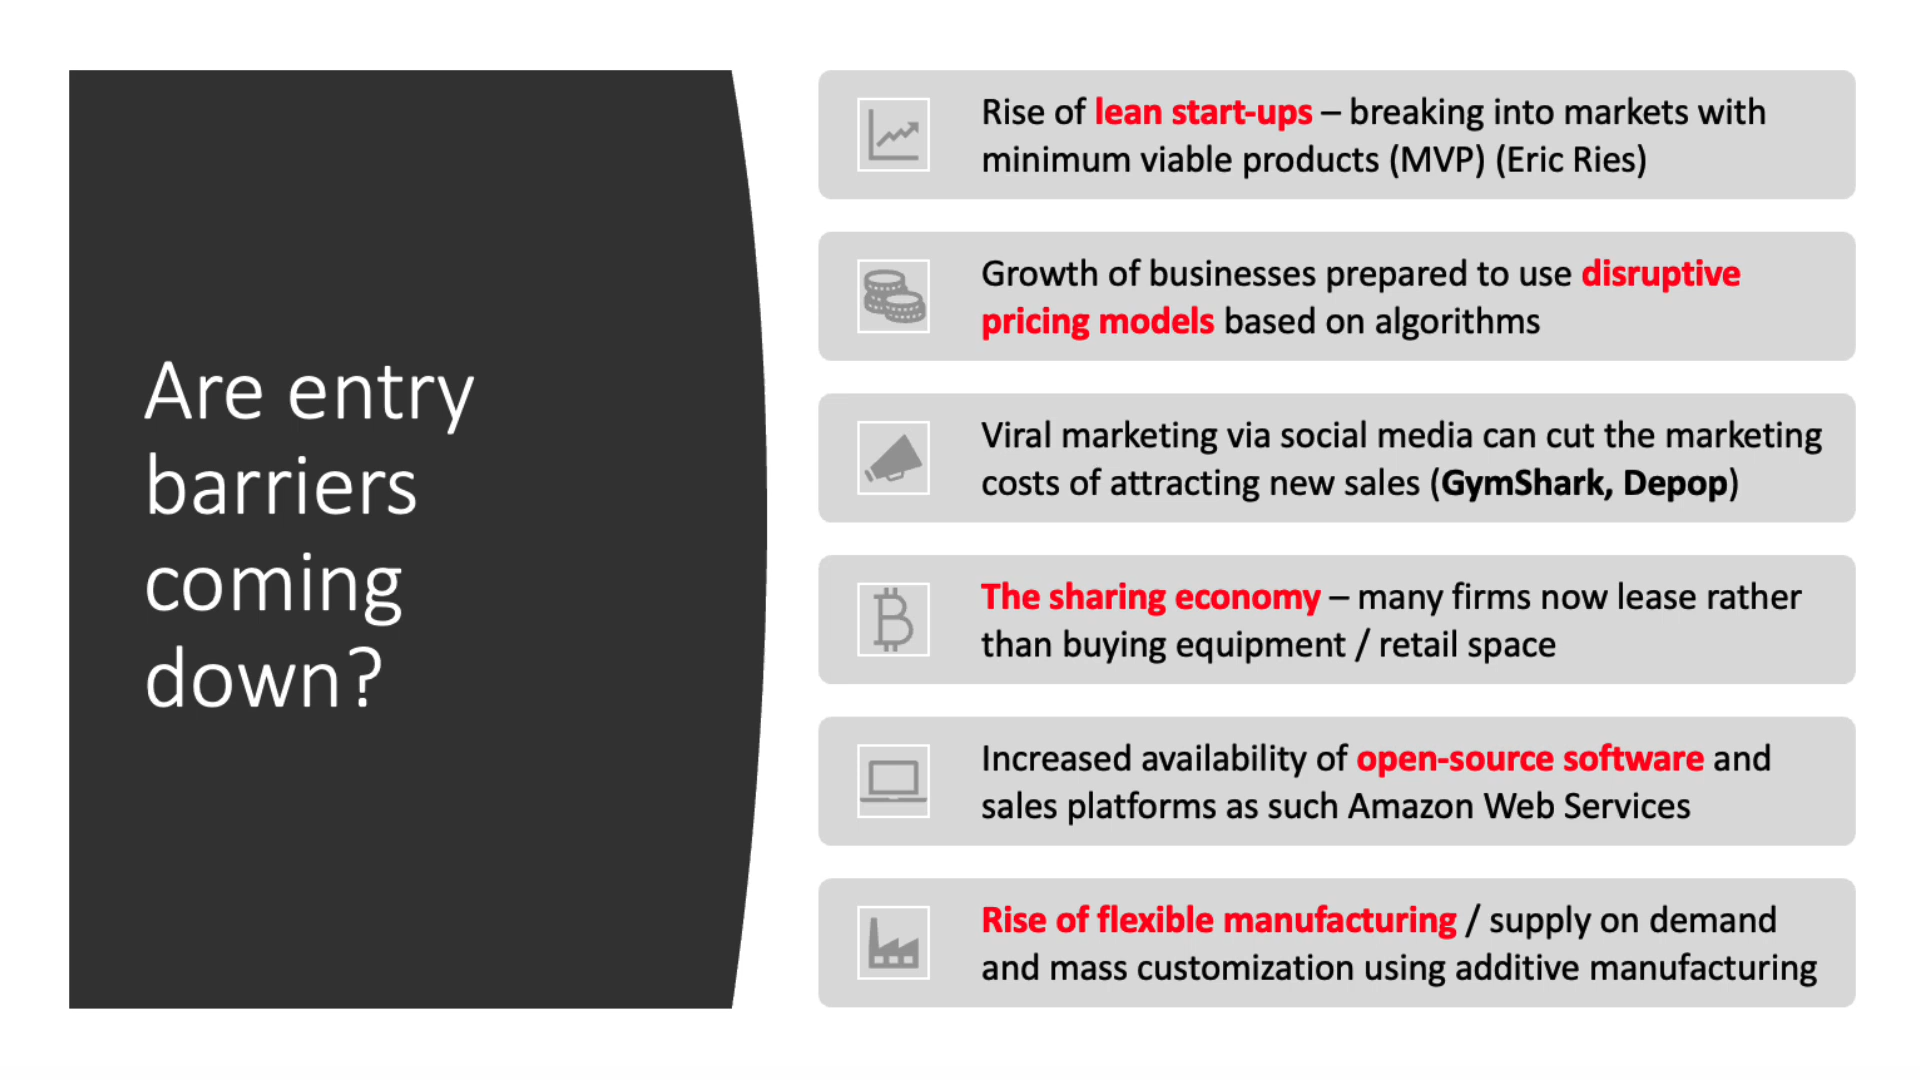 Are entry
barriers
coming
down?
Rise of lean start-ups – breaking into markets with
minimum viable products (MVP) (Eric Ries)
Growth of businesses prepared to use disruptive
pricing models based on algorithms
Viral marketing via social media can cut the marketing
costs of attracting new sales (GymShark, Depop)
The sharing economy – many firms now lease rather
than buying equipment / retail space
Increased availability of open-source software and
sales platforms as such Amazon Web Services
Rise of flexible manufacturing / supply on demand
and mass customization using additive manufacturing